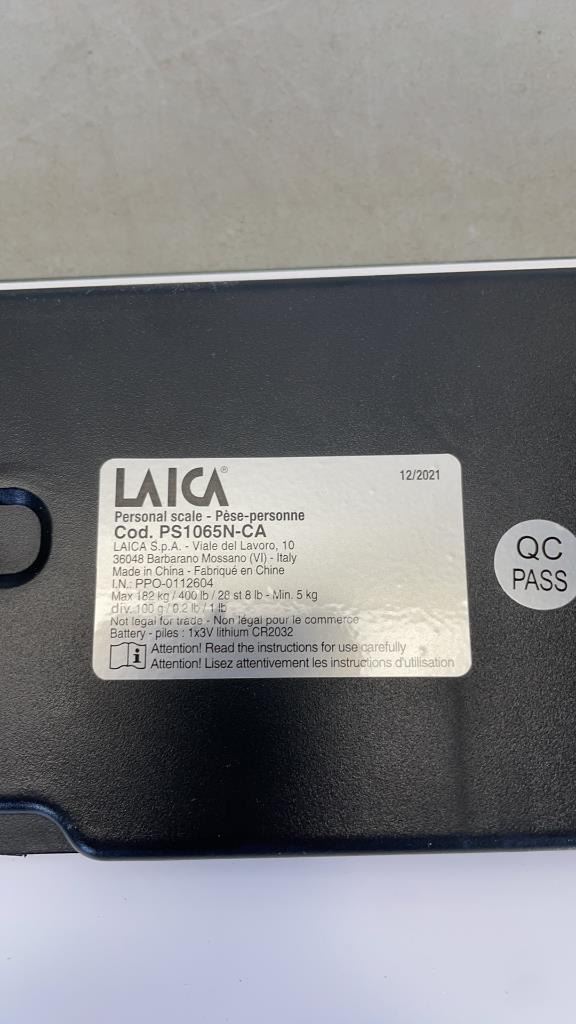 LAICA®
12/2021
Personal scale - Pèse-personne
Cod. PS1065N-CA
LAICA S.p.A. - Viale del Lavoro, 10
36048 Barbarano Mossano (VI) - Italy
Made in China - Fabriqué en Chine
I.N.: PPO-0112604
Max 182 kg / 400 lb / 28 st 8 lb - Min. 5 kg
div. 100 g / 0.2 lb / 1 lb
Not legal for trade - Non légal pour le commerce
Battery - piles : 1x3V lithium CR2032
Attention! Read the instructions for use carefully
Attention! Lisez attentivement les instructions d'utilisation
QC
PASS